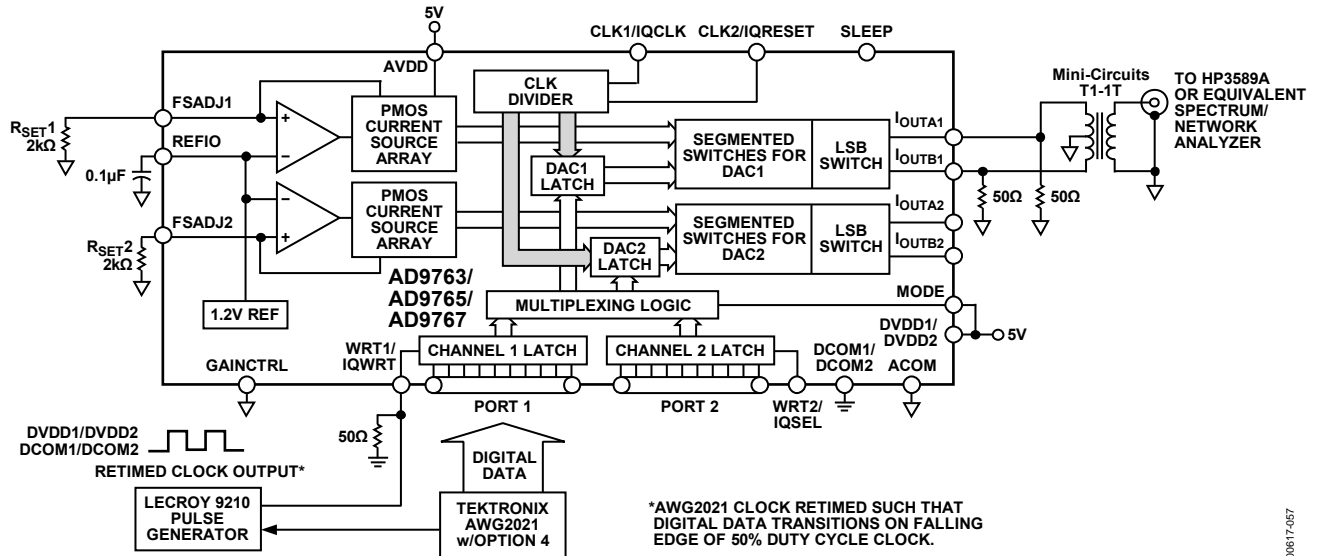 5V
CLK1/IQCLK
CLK2/IQRESET
SLEEP
AVDD
FSADJ1
RSET1
2kΩ
REFIO
0.1µF
FSADJ2
RSET2
2kΩ
PMOS
CURRENT
SOURCE
ARRAY
PMOS
CURRENT
SOURCE
ARRAY
+
−
−
+
1.2V REF
CLK
DIVIDER
DAC1
LATCH
DAC2
LATCH
SEGMENTED
SWITCHES FOR
DAC1
LSB
SWITCH
SEGMENTED
SWITCHES FOR
DAC2
LSB
SWITCH
IOUTA1
IOUTB1
IOUTA2
IOUTB2
50Ω
50Ω
Mini-Circuits
T1-1T
TO HP3589A
OR EQUIVALENT
SPECTRUM/
NETWORK
ANALYZER
AD9763/
AD9765/
AD9767
MULTIPLEXING LOGIC
MODE
DVDD1/
DVDD2
5V
GAINCTRL
WRT1/
IQWRT
CHANNEL 1 LATCH
CHANNEL 2 LATCH
DCOM1/
DCOM2
ACOM
PORT 1
PORT 2
WRT2/
IQSEL
DVDD1/DVDD2
DCOM1/DCOM2
50Ω
RETIMED CLOCK OUTPUT*
DIGITAL
DATA
LECROY 9210
PULSE
GENERATOR
TEKTRONIX
AWG2021
w/OPTION 4
*AWG2021 CLOCK RETIMED SUCH THAT
DIGITAL DATA TRANSITIONS ON FALLING
EDGE OF 50% DUTY CYCLE CLOCK.
00617-057